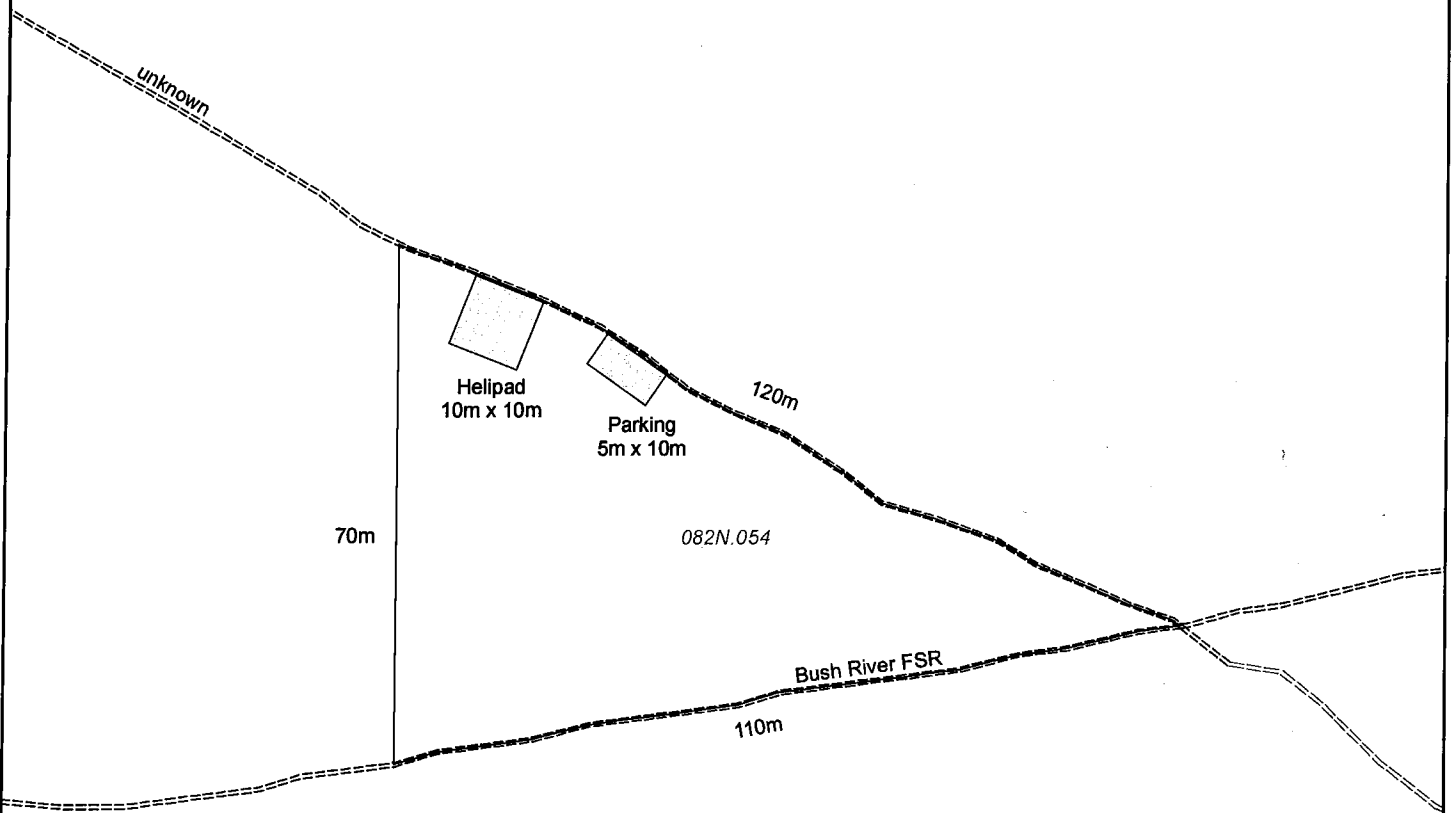 unknown
Helipad
10m x 10m
Parking
5m x 10m
120m
70m
082N.054
Bush River FSR
110m